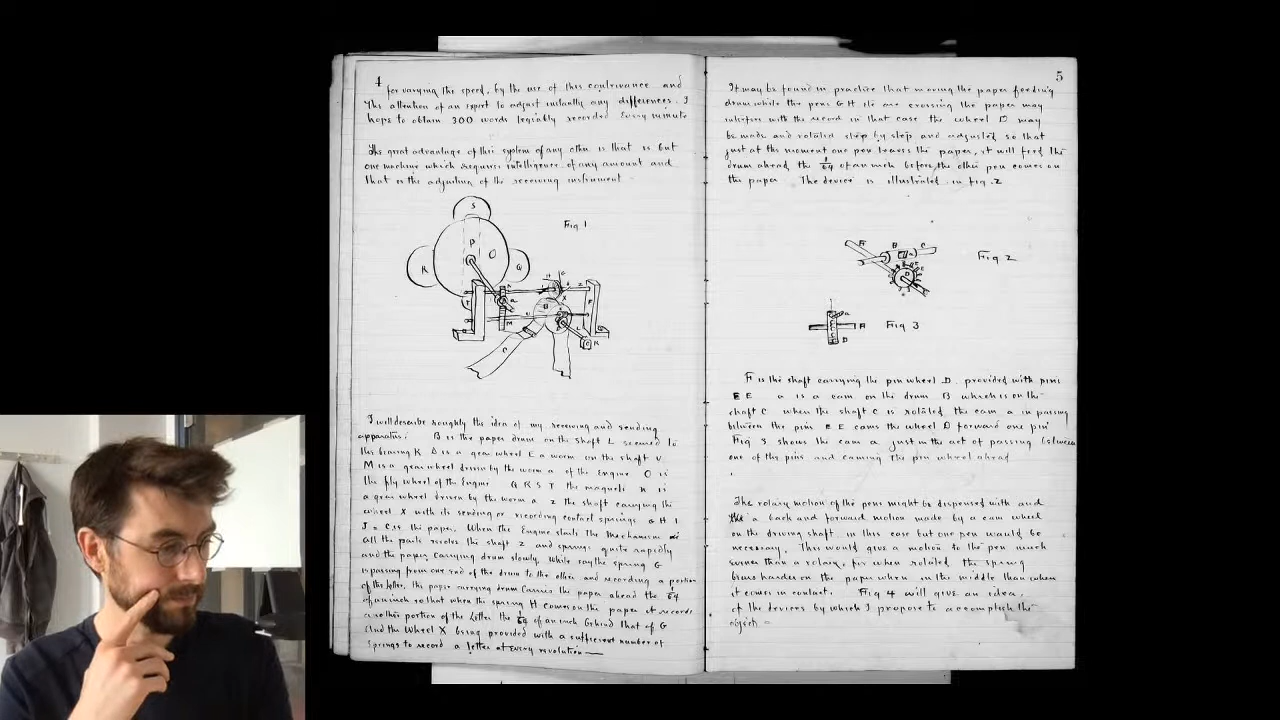 4
for varying the speed, by the use of this contrivance and
the attention of an expert to adjust instantly any differences. I
hope to obtain 300 words legiably recorded Every minute
The great advantage of this system of any other is that is but
one machine which requires intelligence of any amount and
that is the adjusting of the receiving instrument
S
Fig 1
P
O
R
Q
M
B
C
K
I will describe roughly the idea of my receiving and sending
apparatus: B is the paper drum on the shaft L secured to
the bearing K D is a gear wheel E a worm on the shaft V
M is a gear wheel driven by the worm a of the Engine O is
the fly wheel of the Engine Q R S T the magnets N is
a gear wheel driven by the worm a Z the shaft carrying the
wheel X with its sending or recording contact springs G H I
J = C is the paper. When the Engine starts the mechanism
all the parts revolve the shaft Z and springs quite rapidly
and the paper carrying drum slowly, while say the spring G
is passing from one end of the drum to the other and recording a portion
of the letter, the paper carrying drum carries the paper ahead the 1/64
of an inch so that when the spring H comes on the paper it records
another portion of the Letter the 1/64 of an inch behind that of G
and the Wheel X being provided with a sufficient number of
springs to record a letter at Every revolution—
5
It may be found in practice that moving the paper feeding
drum while the pens G H etc are crossing the paper may
interfere with the record in that case the wheel D may
be made and rotated step by step and adjusted so that
just at the moment one pen leaves the paper, it will feed the
drum ahead the 1/64 of an inch before the other pen comes on
the paper. The device is illustrated in fig. 2
B
C
Fig 2
a
A
D
Fig 3
A is the shaft carrying the pin wheel D. provided with pins
E E a is a cam on the drum B which is on the
shaft C when the shaft C is rotated the cam a in passing
between the pins E E cams the wheel D forward one pin
Fig 3 shows the cam a just in the act of passing between
one of the pins and caming the pin wheel ahead
The rotary motion of the pens might be dispensed with and
a back and forward motion made by a cam wheel
on the driving shaft. in this case but one pen would be
necessary. This would give a motion to the pen much
evener than a rotary, for when rotated the spring
bears harder on the paper when in the middle than when
it comes in contact. Fig 4 will give an idea,
of the devices by which I propose to accomplish the
object =